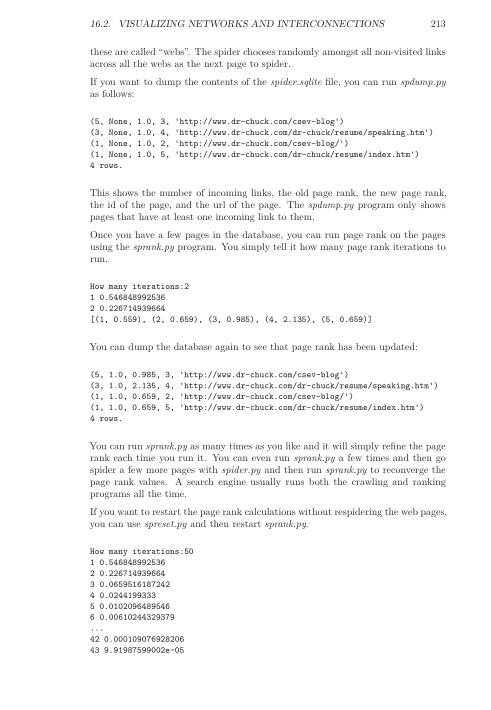 16.2. VISUALIZING NETWORKS AND INTERCONNECTIONS 213
these are called “webs”. The spider chooses randomly amongst all non-visited links
across all the webs as the next page to spider.
If you want to dump the contents of the spider.sqlite file, you can run spdump.py
as follows:
(5, None, 1.0, 3, 'http://www.dr-chuck.com/csev-blog')
(3, None, 1.0, 4, 'http://www.dr-chuck.com/dr-chuck/resume/speaking.htm')
(1, None, 1.0, 2, 'http://www.dr-chuck.com/csev-blog/')
(1, None, 1.0, 5, 'http://www.dr-chuck.com/dr-chuck/resume/index.htm')
4 rows.
This shows the number of incoming links, the old page rank, the new page rank,
the id of the page, and the url of the page. The spdump.py program only shows
pages that have at least one incoming link to them.
Once you have a few pages in the database, you can run page rank on the pages
using the sprank.py program. You simply tell it how many page rank iterations to
run.
How many iterations:2
1 0.546848992536
2 0.226714939664
[(1, 0.559), (2, 0.659), (3, 0.985), (4, 2.135), (5, 0.659)]
You can dump the database again to see that page rank has been updated:
(5, 1.0, 0.985, 3, 'http://www.dr-chuck.com/csev-blog')
(3, 1.0, 2.135, 4, 'http://www.dr-chuck.com/dr-chuck/resume/speaking.htm')
(1, 1.0, 0.659, 2, 'http://www.dr-chuck.com/csev-blog/')
(1, 1.0, 0.659, 5, 'http://www.dr-chuck.com/dr-chuck/resume/index.htm')
4 rows.
You can run sprank.py as many times as you like and it will simply refine the page
rank each time you run it. You can even run sprank.py a few times and then go
spider a few more pages with spider.py and then run sprank.py to reconverge the
page rank values. A search engine usually runs both the crawling and ranking
programs all the time.
If you want to restart the page rank calculations without respidering the web pages,
you can use spreset.py and then restart sprank.py.
How many iterations:50
1 0.546848992536
2 0.226714939664
3 0.0659516187242
4 0.0244199333
5 0.0102096489546
6 0.00610244329379
...
42 0.000109076928206
43 9.91987599002e-05